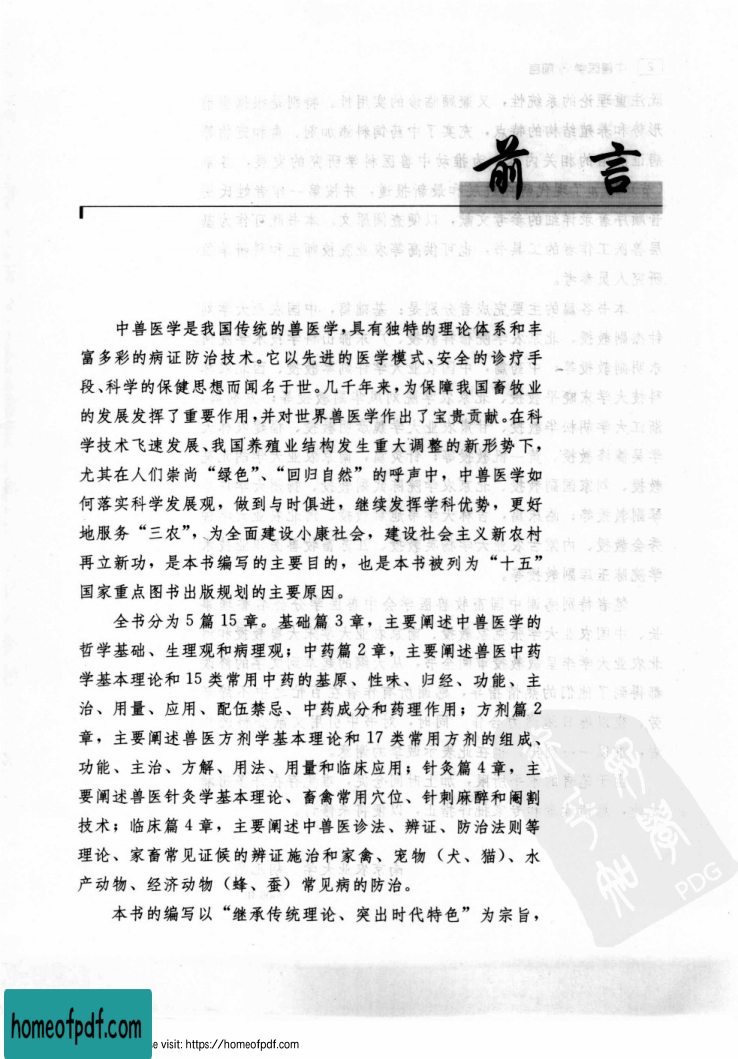 前言
中兽医学是我国传统的兽医学,具有独特的理论体系和丰
富多彩的病证防治技术。它以先进的医学模式、安全的诊疗手
段、科学的保健思想而闻名于世。几千年来,为保障我国畜牧业
的发展发挥了重要作用,并对世界兽医学作出了宝贵贡献。在科
学技术飞速发展、我国养殖业结构发生重大调整的新形势下,
尤其在人们崇尚“绿色”、“回归自然”的呼声中,中兽医学如
何落实科学发展观,做到与时俱进,继续发挥学科优势,更好
地服务“三农”,为全面建设小康社会,建设社会主义新农村
再立新功,是本书编写的主要目的,也是本书被列为“十五”
国家重点图书出版规划的主要原因。
全书分为5篇15章。基础篇3章,主要阐述中兽医学的
哲学基础、生理观和病理观;中药篇2章,主要阐述兽医中药
学基本理论和15类常用中药的基原、性味、归经、功能、主
治、用量、应用、配伍禁忌、中药成分和药理作用;方剂篇2
章,主要阐述兽医方剂学基本理论和17类常用方剂的组成、
功能、主治、方解、用法、用量和临床应用;针灸篇4章,主
要阐述兽医针灸学基本理论、畜禽常用穴位、针刺麻醉和阉割
技术;临床篇4章,主要阐述中兽医诊法、辨证、防治法则等
理论、家畜常见证候的辨证施治和家禽、宠物(犬、猫)、水
产动物、经济动物(蜂、蚕)常见病的防治。
本书的编写以“继承传统理论、突出时代特色”为宗旨,
PDG
homeofpdf.com
e visit: https://homeofpdf.com